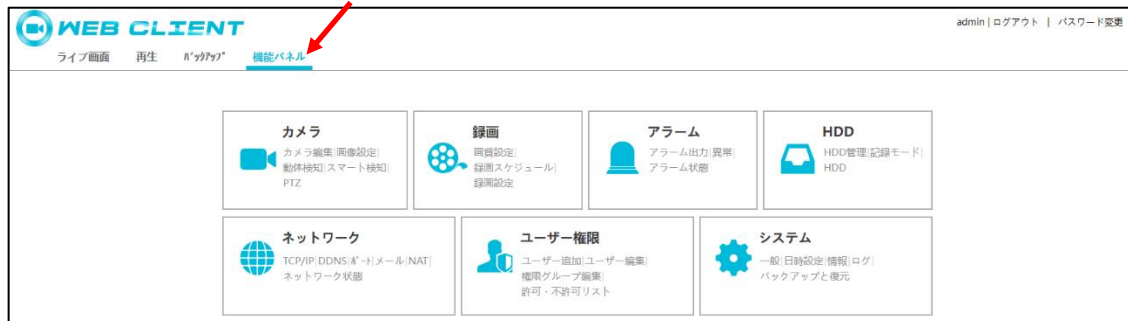 WEB CLIENT
admin | ログアウト | パスワード変更
ライブ画面 再生 ﾊﾞｯｸｱｯﾌﾟ 機能パネル
カメラ
カメラ編集|画像設定|
動体検知|スマート検知|
PTZ
録画
画質設定|
録画スケジュール|
録画設定
アラーム
アラーム出力|異常|
アラーム状態
HDD
HDD管理|記録モード|
HDD
ネットワーク
TCP/IP|DDNS|ﾎﾟｰﾄ|メール|NAT|
ネットワーク状態
ユーザー権限
ユーザー追加|ユーザー編集|
権限グループ編集|
許可・不許可リスト
システム
一般|日時設定|情報|ログ|
バックアップと復元